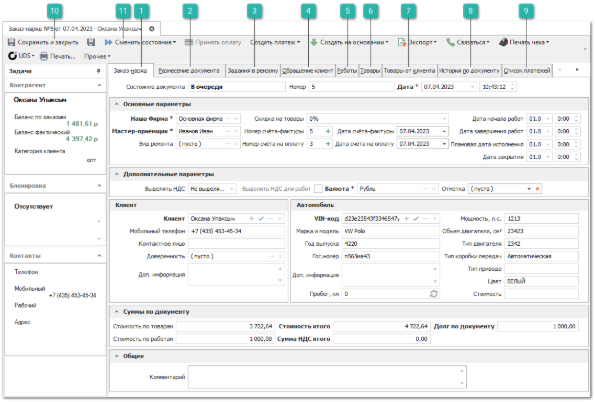 10 11 1 2 3 4 5 6 7 8 9
Заказ-наряд №5 от 07.04.2023 - Оксана Улаксыч
Сохранить и закрыть Сменить состояние Принять оплату Создать платеж Создать на основании Экспорт Связаться Печать чека
UDS Печать... Прочее
Задачи
Контрагент
Оксана Улаксыч
Баланс по заказам
1 481,61 р
Баланс фактический
4 397,42 р
Категория клиента
опт
Блокировка
Отсутствует
Контакты
Телефон
Мобильный
+7 (435) 453-45-34
Рабочий
Адрес
Заказ-наряд Разнесение документа Задания в ремзону Обращение клиент Работы Товары Товары от клиента История по документу Список платежей
Состояние документа В очереди Номер 5 Дата * 07.04.2023 10:43:12
Основные параметры
Наша Фирма * Основная фирма Скидка на товары 0% Дата начала работ 01.0 0:00
Мастер-приемщик * Иванов Иван Номер счёта-фактуры 5 Дата счёта-фактуры 07.04.2023 Дата завершения работ 01.0 0:00
Вид ремонта (пусто) Номер счёта на оплату 3 Дата счёта на оплату 07.04.2023 Плановая дата исполнения 01.0 0:00
Дата закрытия 01.0 0:00
Дополнительные параметры
Выделять НДС Не выделя... Выделять НДС для работ Валюта * Рубль Отметка (пусто)
Клиент
Клиент Оксана Улаксыч
Мобильный телефон +7 (435) 453-45-34
Контактное лицо
Доверенность (пусто)
Доп. информация
Автомобиль
VIN-код Мощность, л.с. 1213
Марка и модель VW Polo Объем двигателя, см³ 23423
Год выпуска 4220 Тип двигателя 2342
Гос.номер п563на43 Тип коробки передач Автоматическая
Доп. информация Тип привода
Цвет БЕЛЫЙ
Пробег, км 0 Стоимость
Суммы по документу
Стоимость по товарам 3 722,64 Стоимость итого 4 722,64 Долг по документу 1 000,00
Стоимость по работам 1 000,00 Сумма НДС итого 0,00
Общее
Комментарий